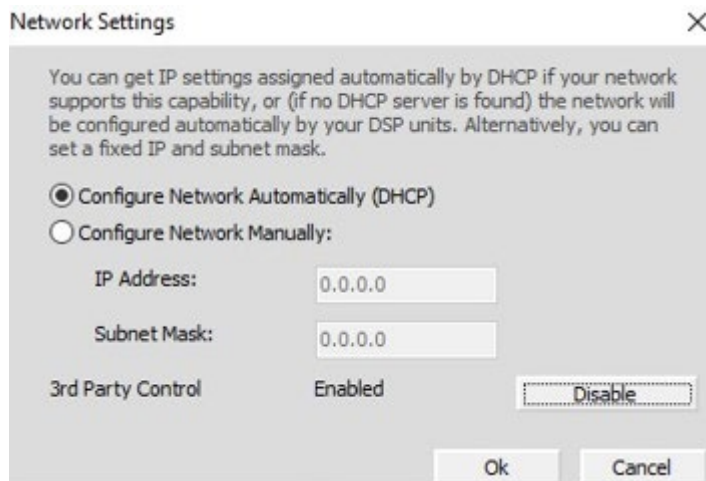 Network Settings
You can get IP settings assigned automatically by DHCP if your network
supports this capability, or (if no DHCP server is found) the network will
be configured automatically by your DSP units. Alternatively, you can
set a fixed IP and subnet mask.
Configure Network Automatically (DHCP)
Configure Network Manually:
IP Address: 0.0.0.0
Subnet Mask: 0.0.0.0
3rd Party Control Enabled Disable
Ok Cancel